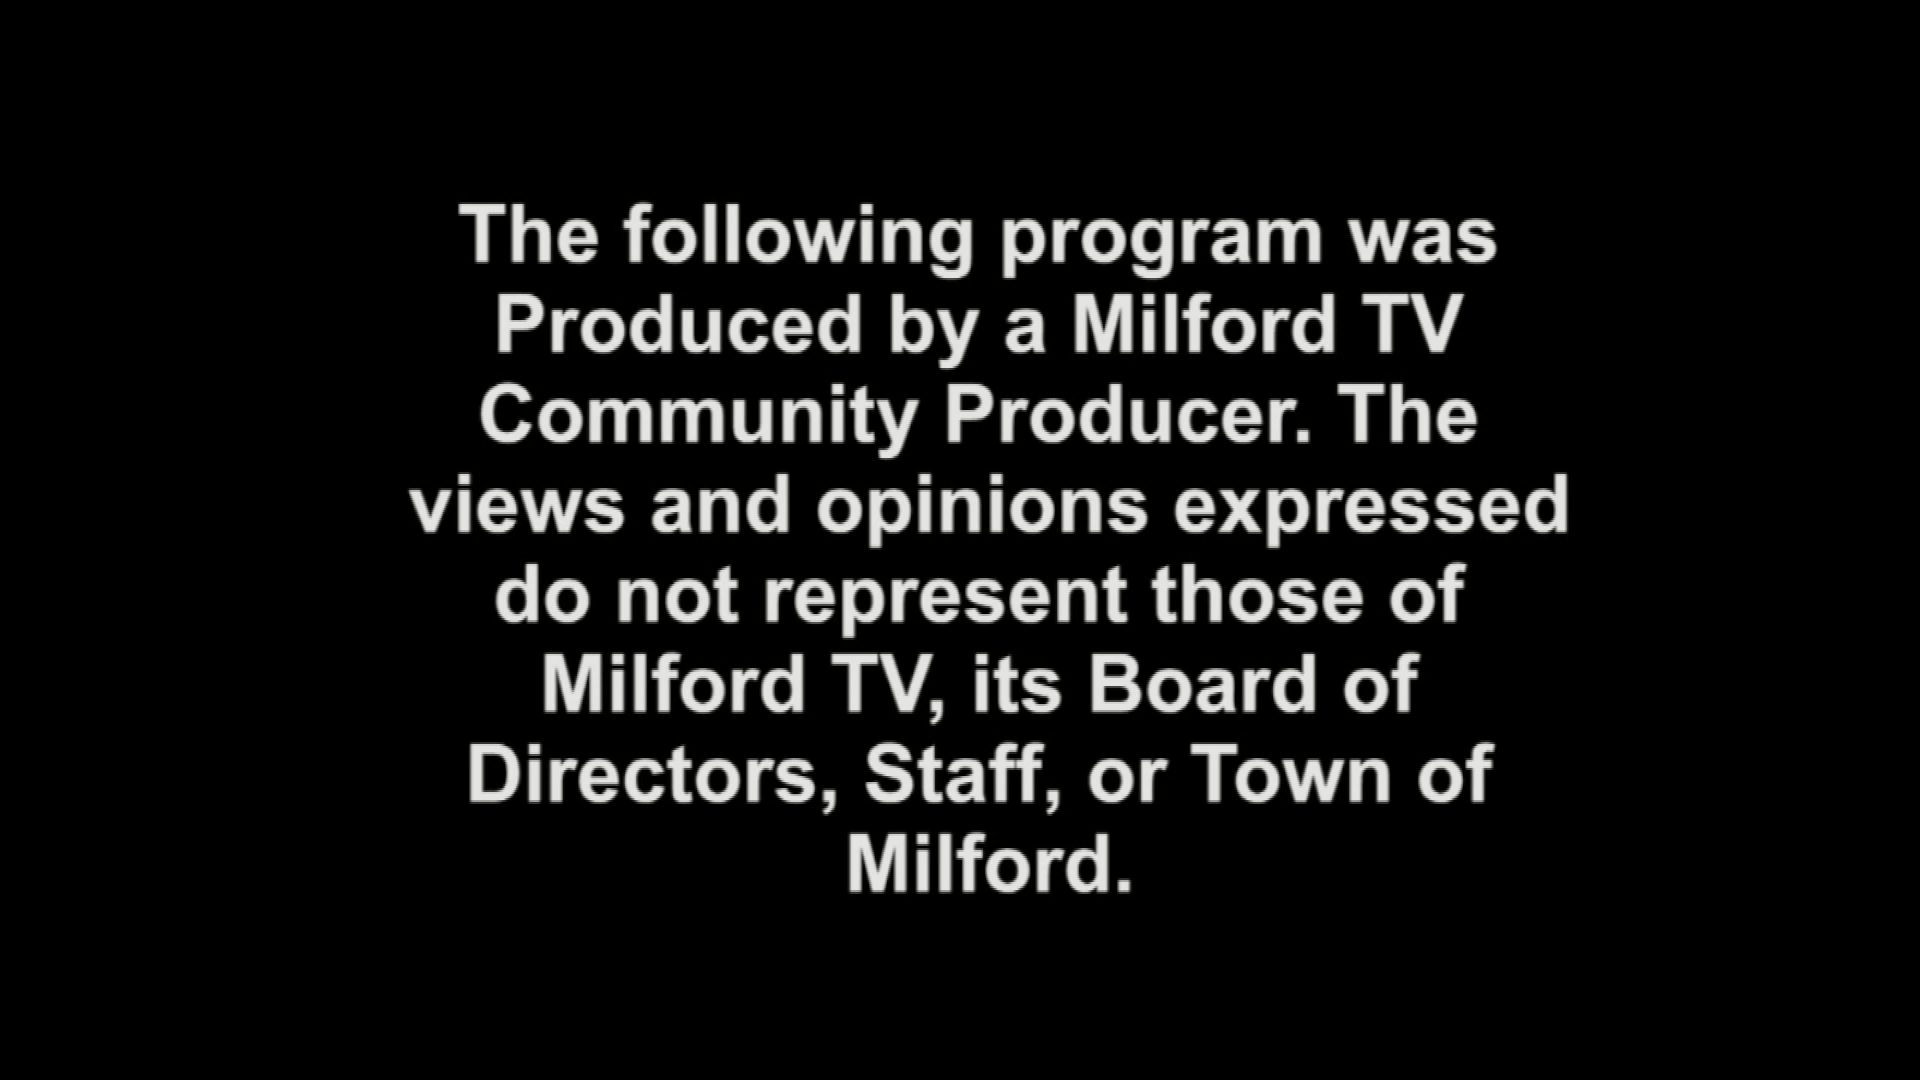 The following program was
Produced by a Milford TV
Community Producer. The
views and opinions expressed
do not represent those of
Milford TV, its Board of
Directors, Staff, or Town of
Milford.